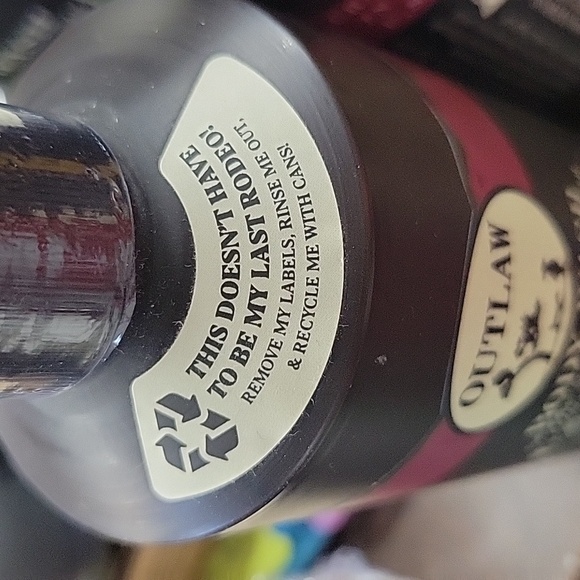 THIS DOESN'T HAVE
TO BE MY LAST RODEO!
REMOVE MY LABELS, RINSE ME OUT,
& RECYCLE ME WITH CANS!
OUTLAW